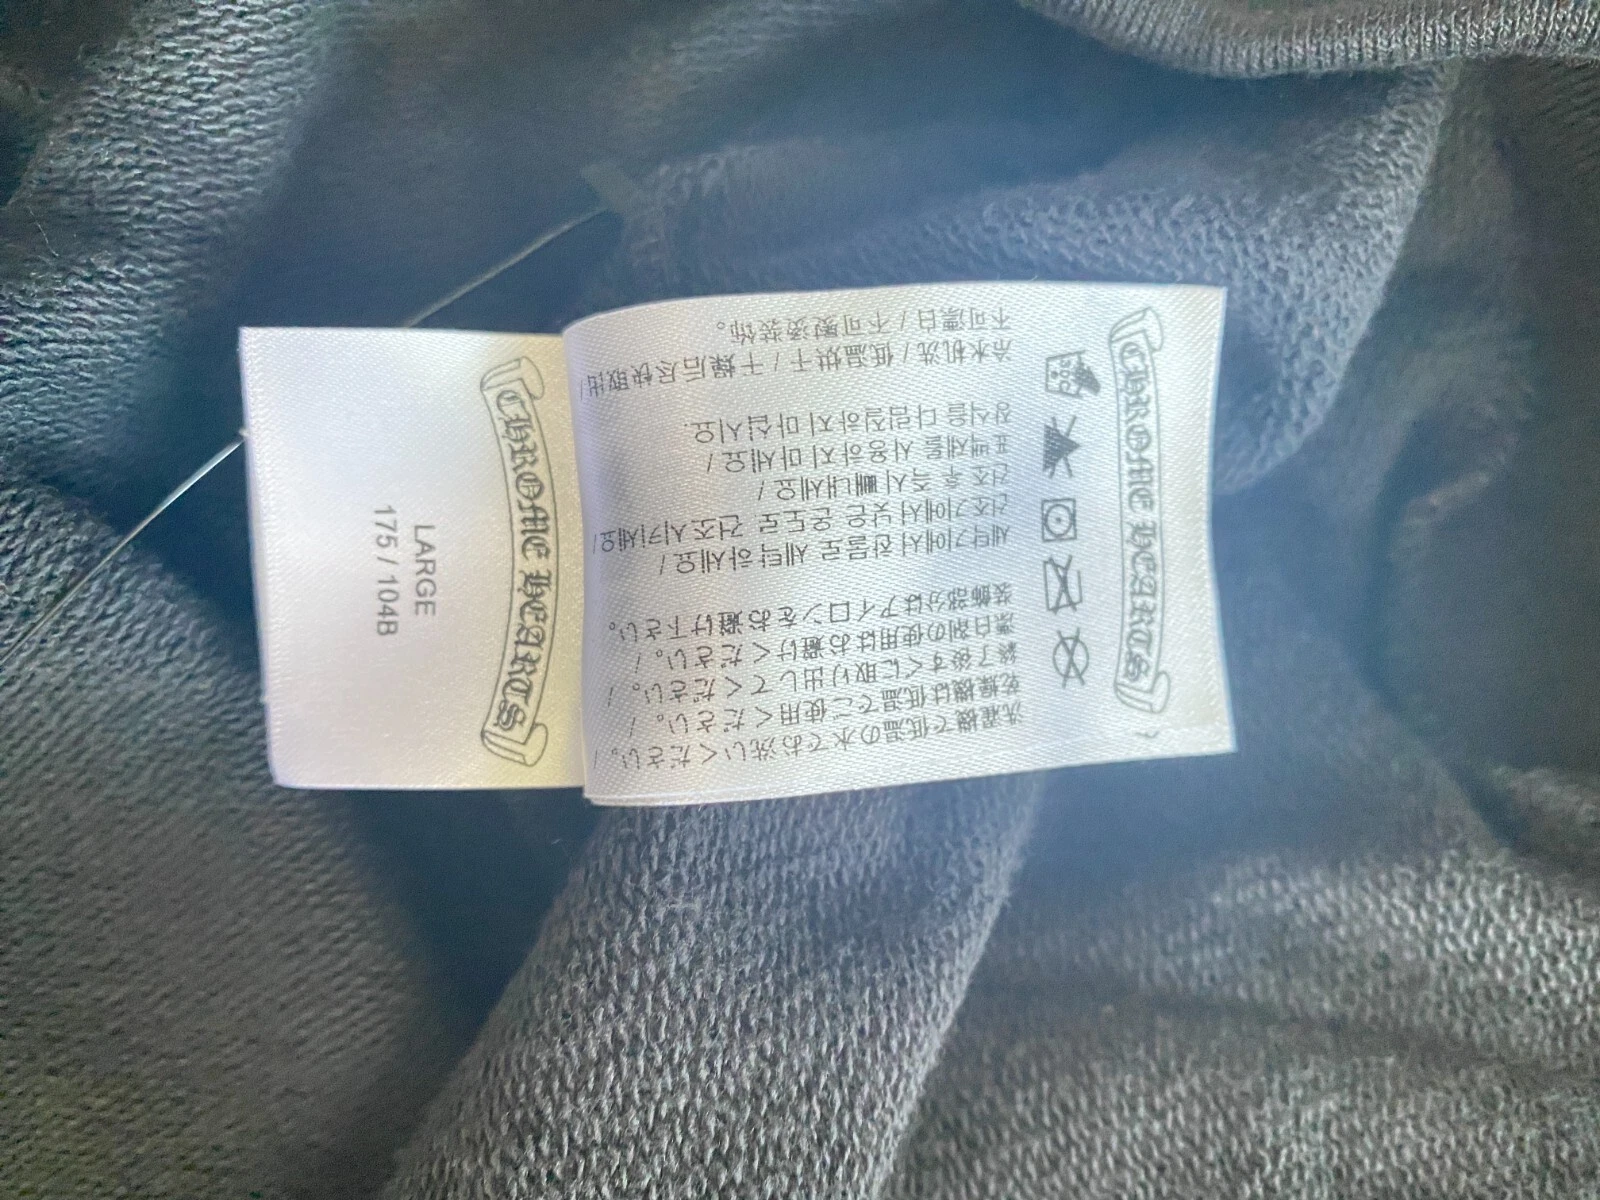 CHROME HEARTS
LARGE
175 / 104B
CHROME HEARTS
洗濯機で低温の水でお洗いください。 /
乾燥機は低温でご使用ください。 /
終了後すぐに取り出してください。 /
漂白剤の使用はお避けください。 /
装飾部分はアイロンをお避け下さい。
세탁기에서 찬물로 세탁 하세요 /
건조기에서 낮은 온도로 건조시키세요 /
건조 후 즉시 빼내세요 /
표백제를 사용하지 마세요 /
장식을 다림질하지 마십시오.
冷水机洗 / 低温烘干 / 干燥后尽快取出 /
不可漂白 / 不可熨烫装饰。